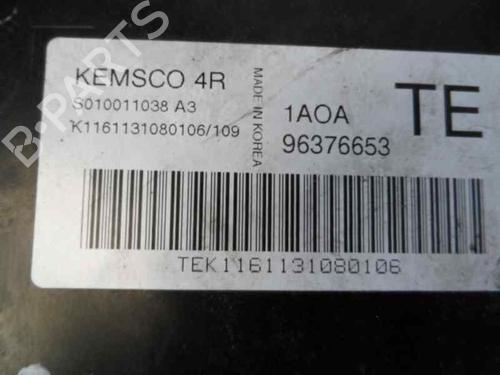 KEMSCO 4R
S010011038 A3
K1161131080106/109
MADE IN KOREA
1AOA
96376653
TE
TEK1161131080106
B-PARTS